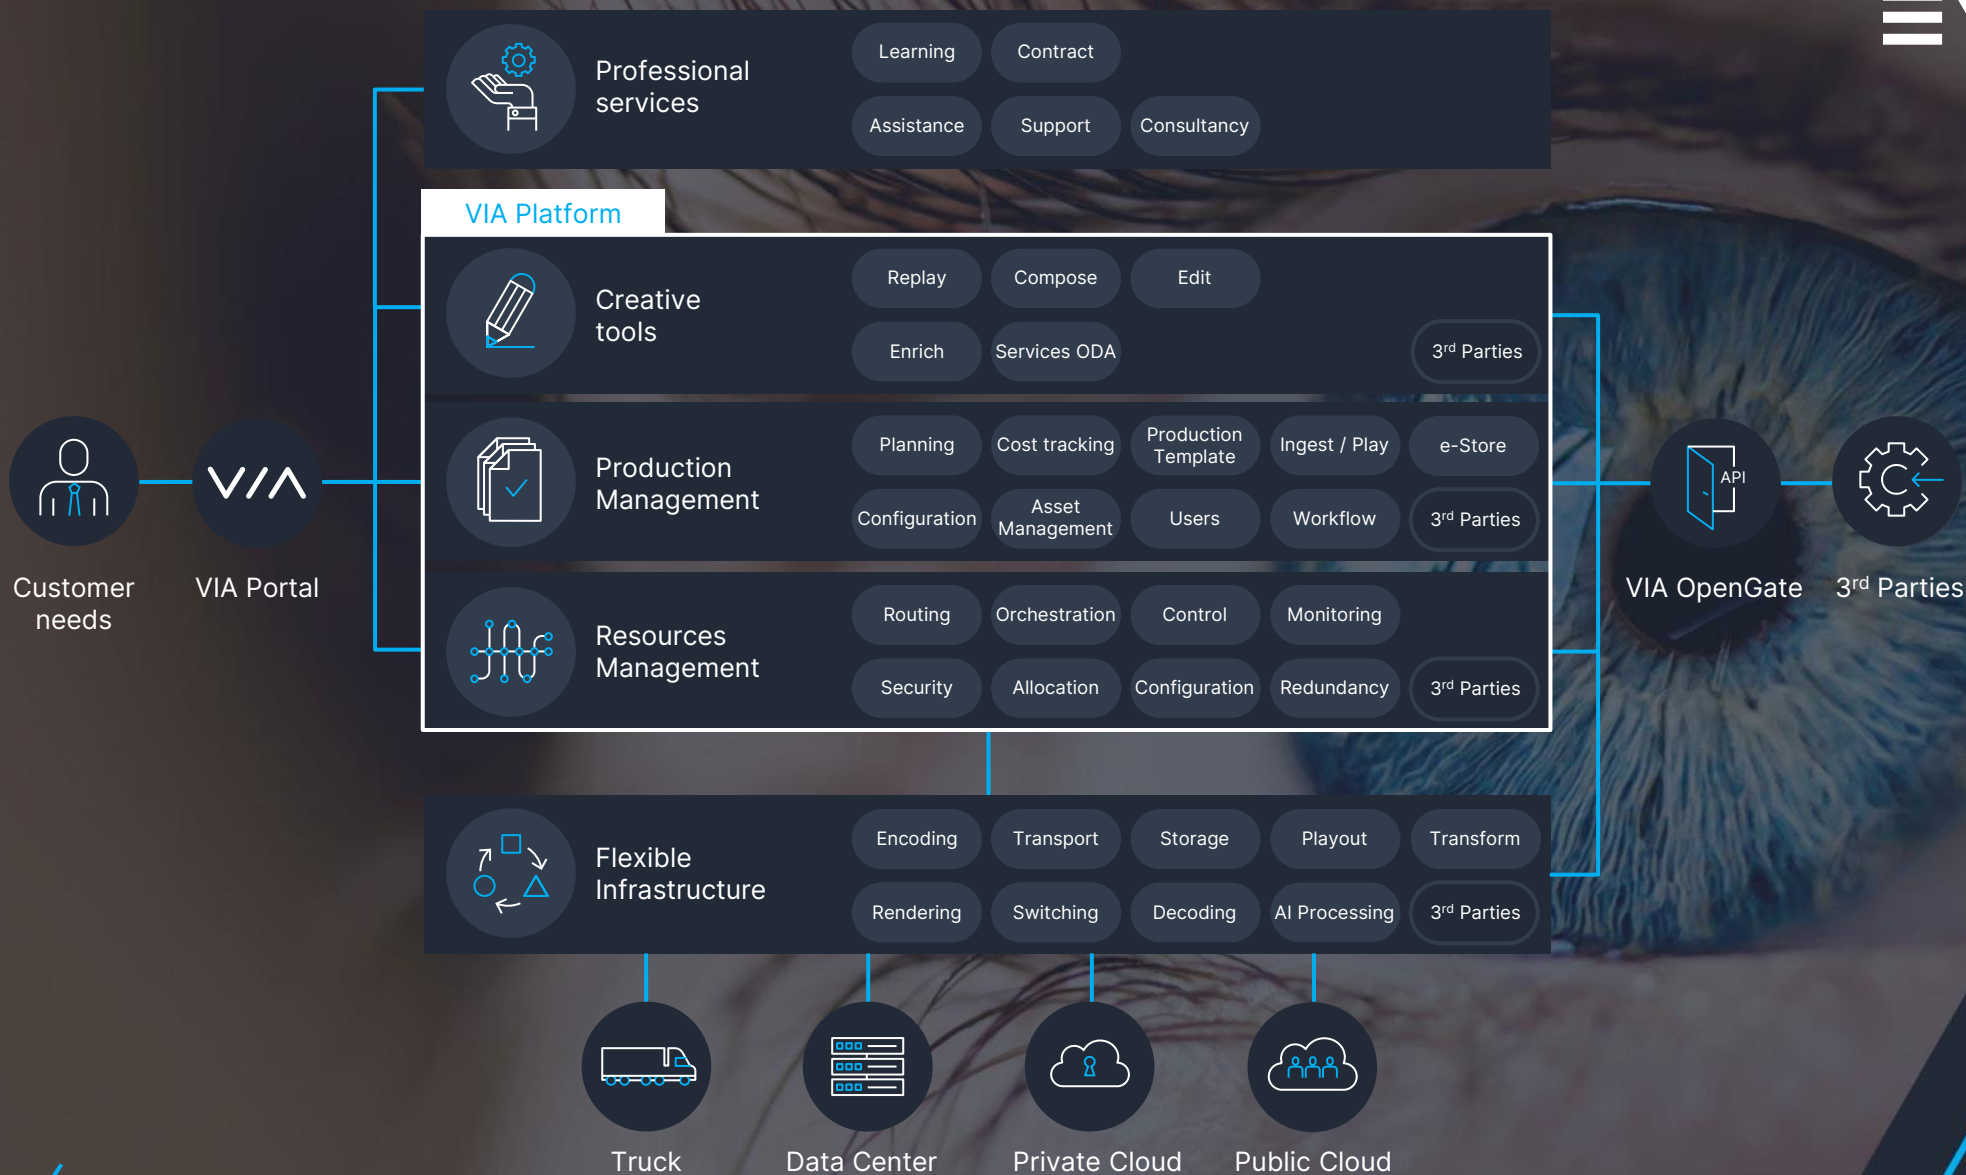 Professional
services
Learning
Contract
Assistance
Support
Consultancy
VIA Platform
Creative
tools
Replay
Compose
Edit
Enrich
Services ODA
3rd Parties
Production
Management
Planning
Cost tracking
Production
Template
Ingest / Play
e-Store
Configuration
Asset
Management
Users
Workflow
3rd Parties
Resources
Management
Routing
Orchestration
Control
Monitoring
Security
Allocation
Configuration
Redundancy
3rd Parties
Customer
needs
VIA
VIA Portal
API
VIA OpenGate
3rd Parties
Flexible
Infrastructure
Encoding
Transport
Storage
Playout
Transform
Rendering
Switching
Decoding
AI Processing
3rd Parties
Truck
Data Center
Private Cloud
Public Cloud